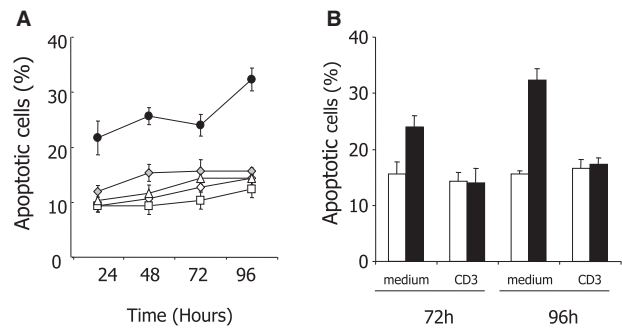 A
B
Apoptotic cells (%)
40
30
20
10
0
24 48 72 96
Time (Hours)
Apoptotic cells (%)
40
30
20
10
0
medium CD3 medium CD3
72h 96h